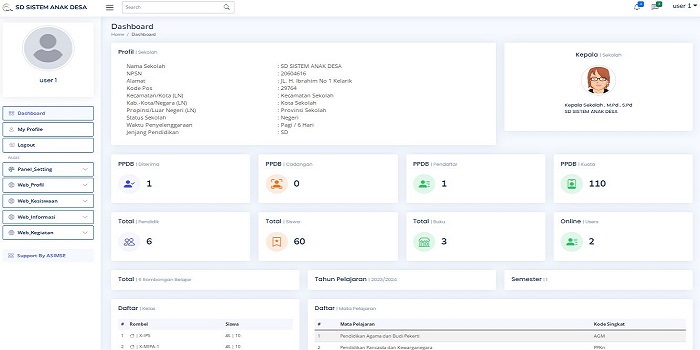 SD SISTEM ANAK DESA
Search
user 1
user 1
Dashboard
My Profile
Logout
PAGES
Panel_Setting
Web_Profil
Web_Kesiswaan
Web_Informasi
Web_Kegiatan
Support By ASIMSE
Dashboard
Home / Dashboard
Profil | Sekolah
Nama Sekolah : SD SISTEM ANAK DESA
NPSN : 20604616
Alamat : JL. H. Ibrahim No 1 Kelarik
Kode Pos : 29764
Kecamatan/Kota (LN) : Kecamatan Sekolah
Kab.-Kota/Negara (LN) : Kota Sekolah
Propinsi/Luar Negeri (LN) : Provinsi Sekolah
Status Sekolah : Negeri
Waktu Penyelenggaraan : Pagi / 6 Hari
Jenjang Pendidikan : SD
Kepala | Sekolah
Kepala Sekolah., M.Pd., S.Pd
SD SISTEM ANAK DESA
PPDB | Diterima
1
PPDB | Cadangan
0
PPDB | Pendaftar
1
PPDB | Kuota
110
Total | Pendidik
6
Total | Siswa
60
Total | Buku
3
Online | Users
2
Total | 6 Rombongan Belajar
Tahun Pelajaran | 2023/2024
Semester | 1
Daftar | Kelas
# Rombel Siswa
1 | X-IPS | 10
2 | X-MIPA-1 | 10
Daftar | Mata Pelajaran
# Mata Pelajaran Kode Singkat
1 Pendidikan Agama dan Budi Pekerti AGM
2 Pendidikan Pancasila dan Kewarganegara PPKn